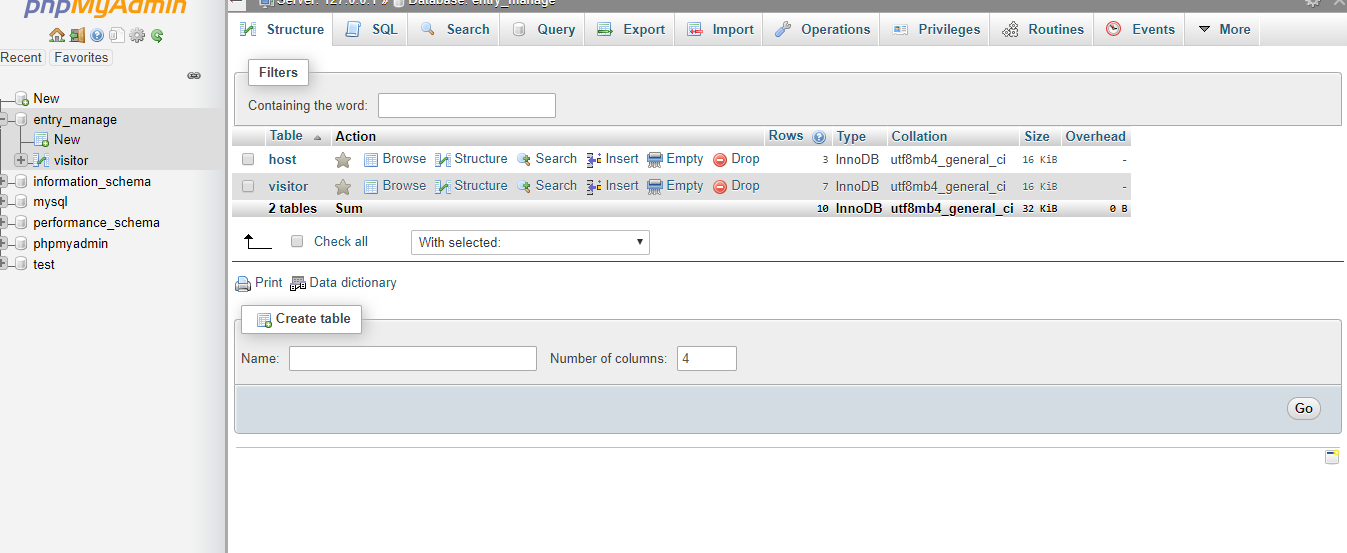 phpMyAdmin
Server: 127.0.0.1 » Database: entry_manage
Structure SQL Search Query Export Import Operations Privileges Routines Events More
Recent Favorites
New
entry_manage
New
visitor
information_schema
mysql
performance_schema
phpmyadmin
test
Filters
Containing the word:
Table Action Rows Type Collation Size Overhead
host Browse Structure Search Insert Empty Drop 3 InnoDB utf8mb4_general_ci 16 KiB -
visitor Browse Structure Search Insert Empty Drop 7 InnoDB utf8mb4_general_ci 16 KiB -
2 tables Sum 10 InnoDB utf8mb4_general_ci 32 KiB 0 B
Check all With selected:
Print Data dictionary
Create table
Name: Number of columns: 4
Go